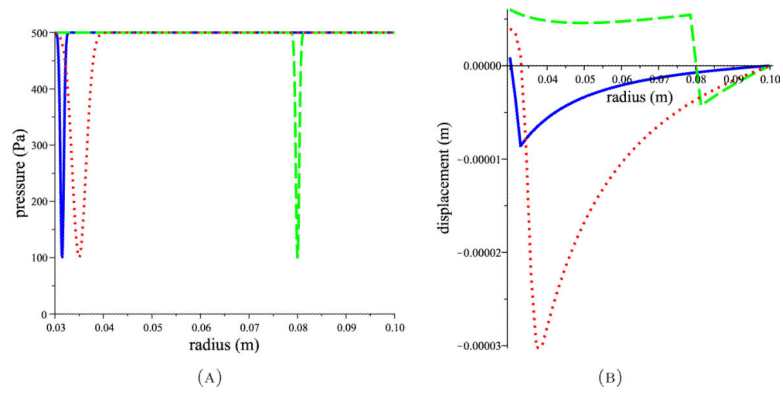 500
400
300
200
100
0
0.03 0.04 0.05 0.06 0.07 0.08 0.09 0.10
pressure (Pa)
radius (m)
(A)
0.00000
-0.00001
-0.00002
-0.00003
0.04 0.05 0.06 0.07 0.08 0.09 0.10
radius (m)
displacement (m)
(B)